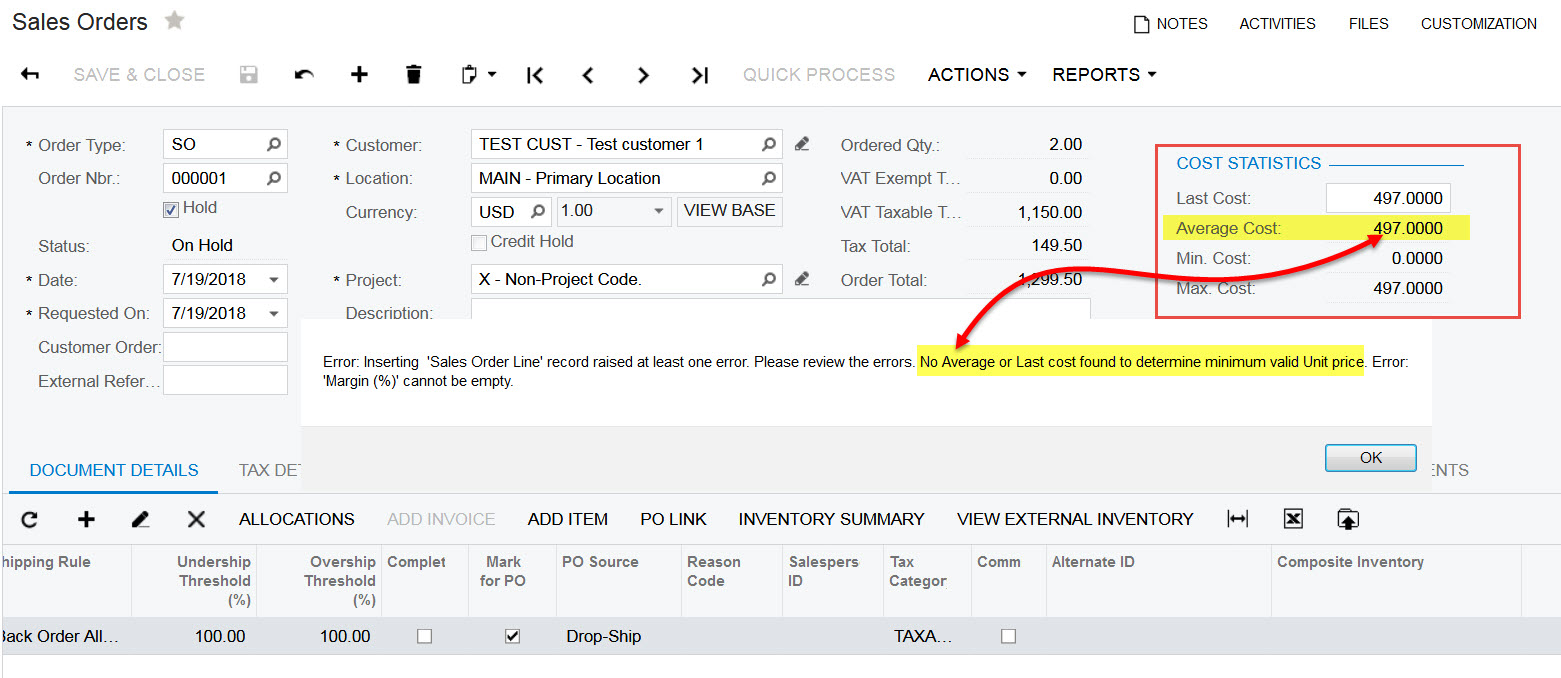 Sales Orders
NOTES ACTIVITIES FILES CUSTOMIZATION
SAVE & CLOSE QUICK PROCESS ACTIONS REPORTS
* Order Type: SO
Order Nbr.: 000001
Hold
Status: On Hold
* Date: 7/19/2018
* Requested On: 7/19/2018
Customer Order:
External Refer...
* Customer: TEST CUST - Test customer 1
* Location: MAIN - Primary Location
Currency: USD 1.00 VIEW BASE
Credit Hold
* Project: X - Non-Project Code.
Description:
Ordered Qty.: 2.00
VAT Exempt T... 0.00
VAT Taxable T... 1,150.00
Tax Total: 149.50
Order Total: 1,299.50
COST STATISTICS
Last Cost: 497.0000
Average Cost: 497.0000
Min. Cost: 0.0000
Max. Cost: 497.0000
Error: Inserting 'Sales Order Line' record raised at least one error. Please review the errors. No Average or Last cost found to determine minimum valid Unit price. Error:
'Margin (%)' cannot be empty.
OK
DOCUMENT DETAILS TAX DET ENTS
ALLOCATIONS ADD INVOICE ADD ITEM PO LINK INVENTORY SUMMARY VIEW EXTERNAL INVENTORY
hipping Rule
Undership
Threshold
(%)
Overship
Threshold
(%)
Complet
Mark
for PO
PO Source
Reason
Code
Salespers
ID
Tax
Categor
Comm
Alternate ID
Composite Inventory
Back Order All... 100.00 100.00 Drop-Ship TAXA...